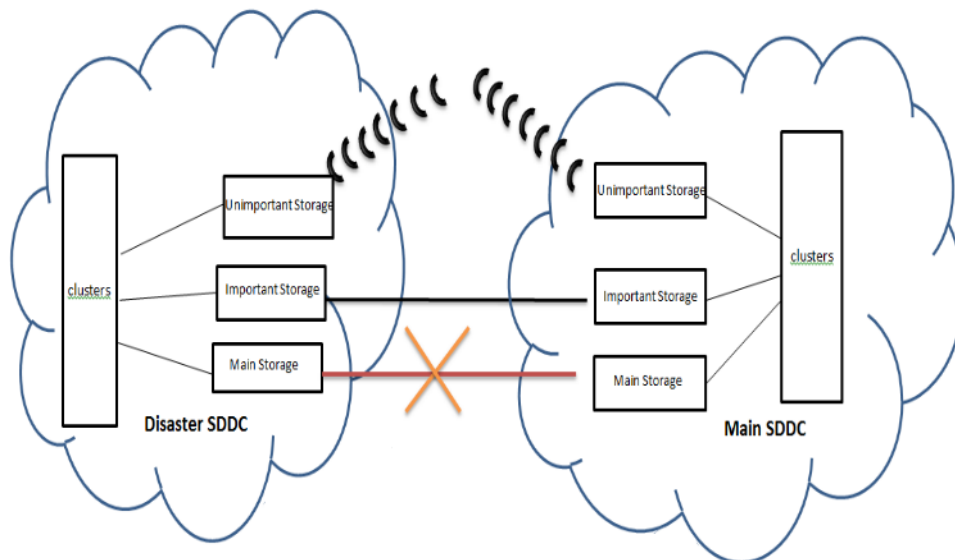 Unimportant Storage
clusters
Important Storage
Main Storage
Disaster SDDC
Unimportant Storage
clusters
Important Storage
Main Storage
Main SDDC